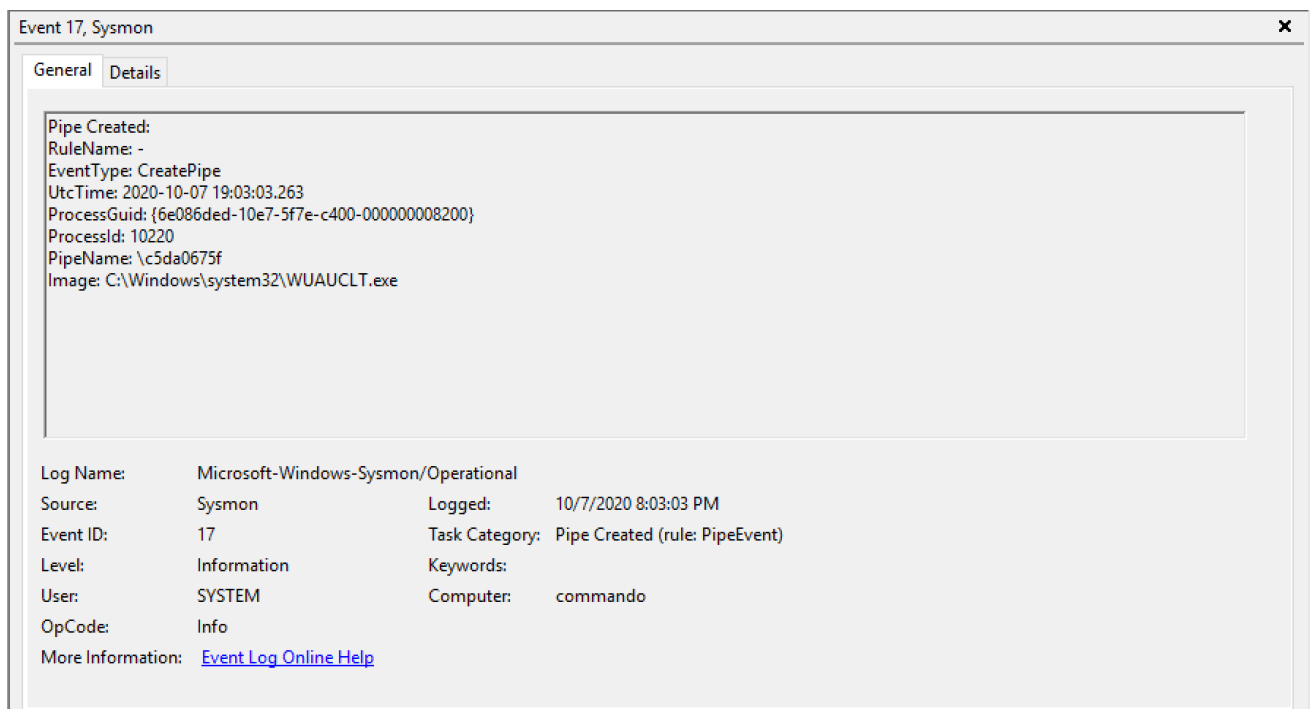 Event 17, Sysmon
General Details
Pipe Created:
RuleName: -
EventType: CreatePipe
UtcTime: 2020-10-07 19:03:03.263
ProcessGuid: {6e086ded-10e7-5f7e-c400-000000008200}
ProcessId: 10220
PipeName: \c5da0675f
Image: C:\Windows\system32\WUAUCLT.exe
Log Name: Microsoft-Windows-Sysmon/Operational
Source: Sysmon Logged: 10/7/2020 8:03:03 PM
Event ID: 17 Task Category: Pipe Created (rule: PipeEvent)
Level: Information Keywords:
User: SYSTEM Computer: commando
OpCode: Info
More Information: Event Log Online Help